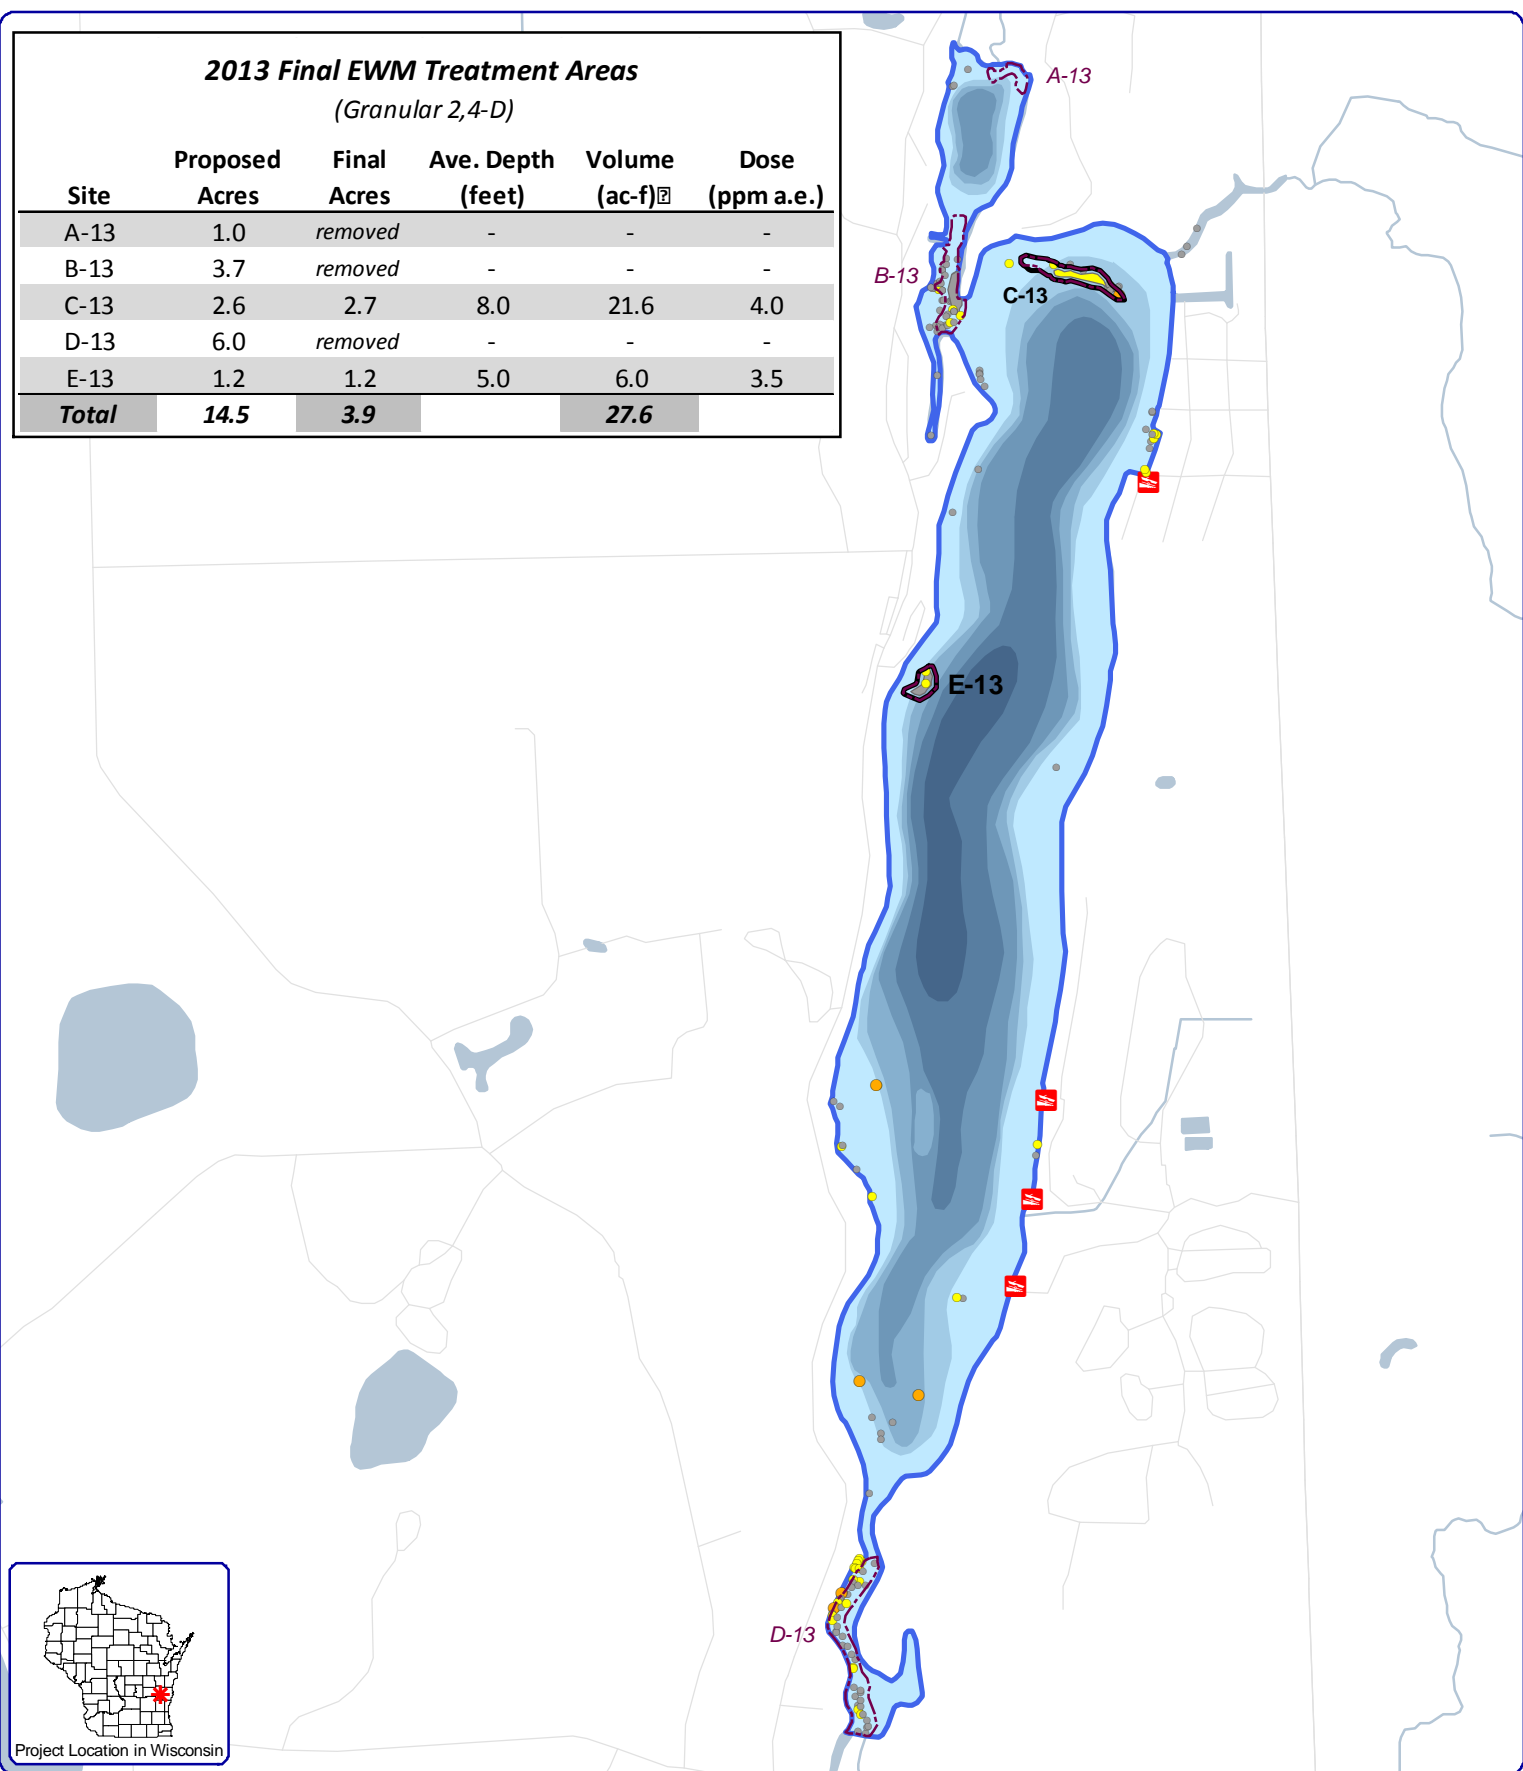 2013 Final EWM Treatment Areas
(Granular 2,4-D)
Site Proposed Acres Final Acres Ave. Depth (feet) Volume (ac-f) Dose (ppm a.e.)
A-13 1.0 removed - - -
B-13 3.7 removed - - -
C-13 2.6 2.7 8.0 21.6 4.0
D-13 6.0 removed - - -
E-13 1.2 1.2 5.0 6.0 3.5
Total 14.5 3.9 27.6
A-13
B-13
C-13
E-13
D-13
Project Location in Wisconsin